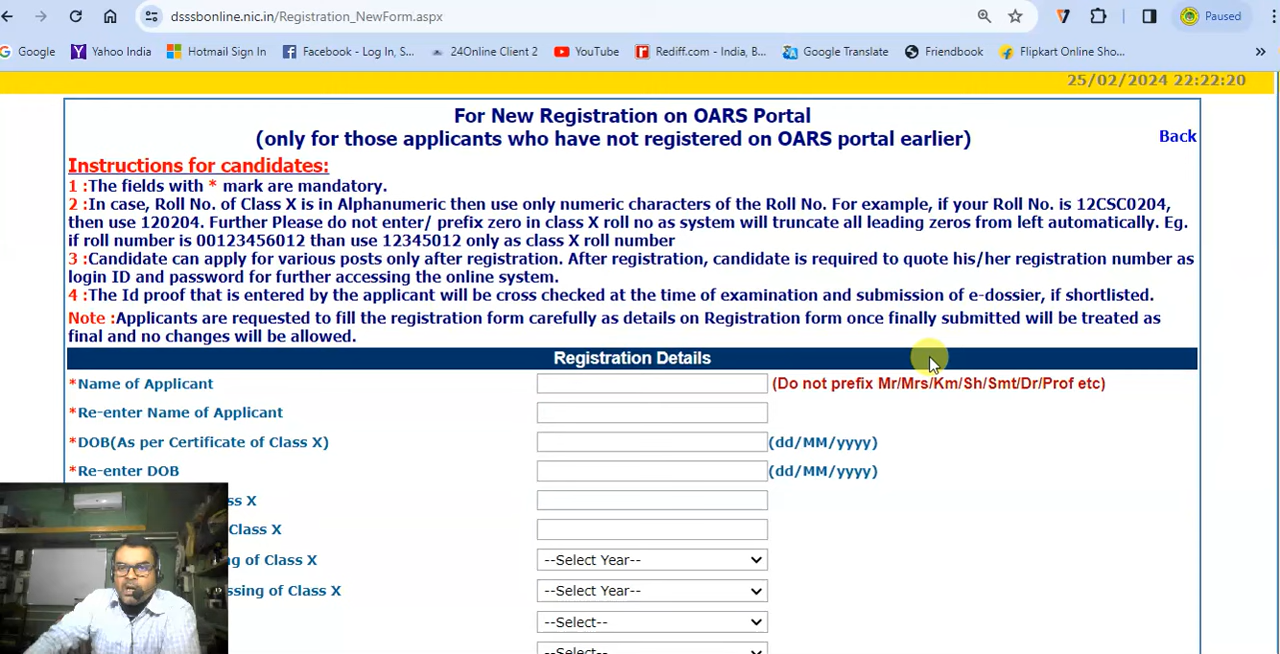 dsssbonline.nic.in/Registration_NewForm.aspx
Paused
Google Yahoo India Hotmail Sign In Facebook - Log In, S... 24Online Client 2 YouTube Rediff.com - India, B... Google Translate Friendbook Flipkart Online Sho... »
25/02/2024 22:22:20
For New Registration on OARS Portal
(only for those applicants who have not registered on OARS portal earlier)
Back
Instructions for candidates:
1 :The fields with * mark are mandatory.
2 :In case, Roll No. of Class X is in Alphanumeric then use only numeric characters of the Roll No. For example, if your Roll No. is 12CSC0204,
then use 120204. Further Please do not enter/ prefix zero in class X roll no as system will truncate all leading zeros from left automatically. Eg.
if roll number is 00123456012 than use 12345012 only as class X roll number
3 :Candidate can apply for various posts only after registration. After registration, candidate is required to quote his/her registration number as
login ID and password for further accessing the online system.
4 :The Id proof that is entered by the applicant will be cross checked at the time of examination and submission of e-dossier, if shortlisted.
Note :Applicants are requested to fill the registration form carefully as details on Registration form once finally submitted will be treated as
final and no changes will be allowed.
Registration Details
*Name of Applicant (Do not prefix Mr/Mrs/Km/Sh/Smt/Dr/Prof etc)
*Re-enter Name of Applicant
*DOB(As per Certificate of Class X) (dd/MM/yyyy)
*Re-enter DOB (dd/MM/yyyy)
ss X
Class X
ng of Class X --Select Year--
ssing of Class X --Select Year--
--Select--
--Select--